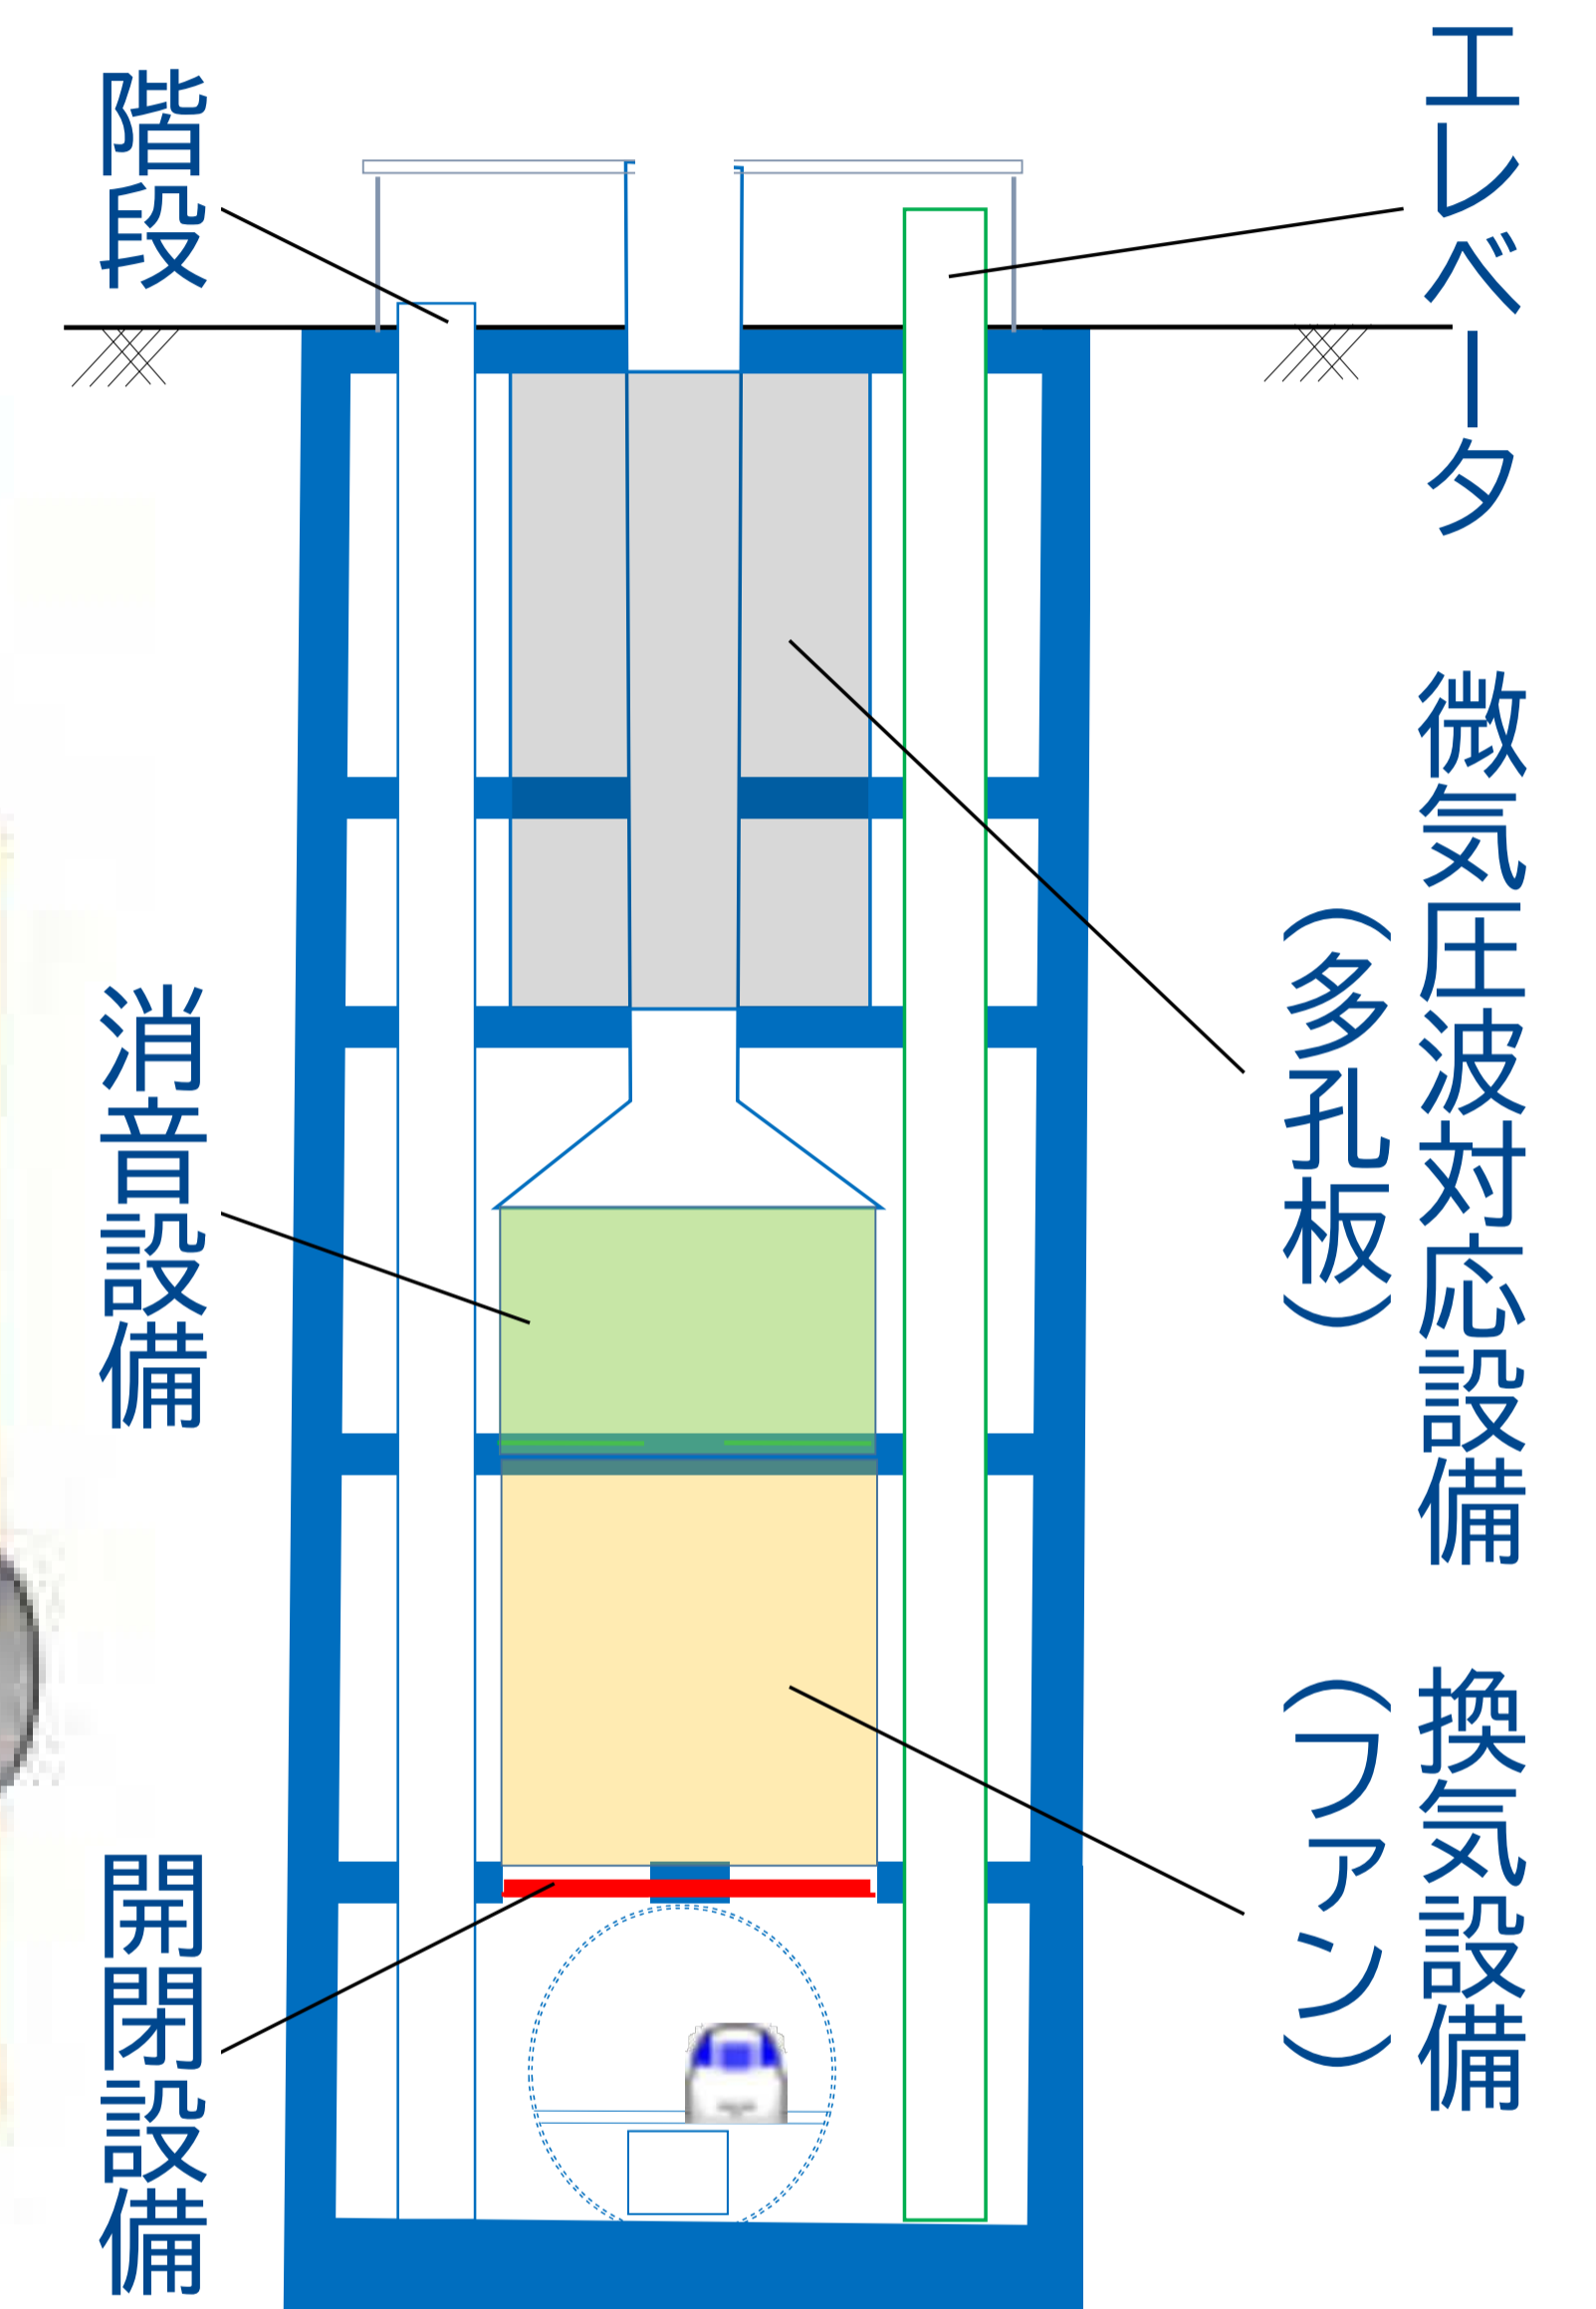 階段
エレベータ
微気圧波対応設備
（多孔板）
消音設備
換気設備
（ファン）
開閉設備